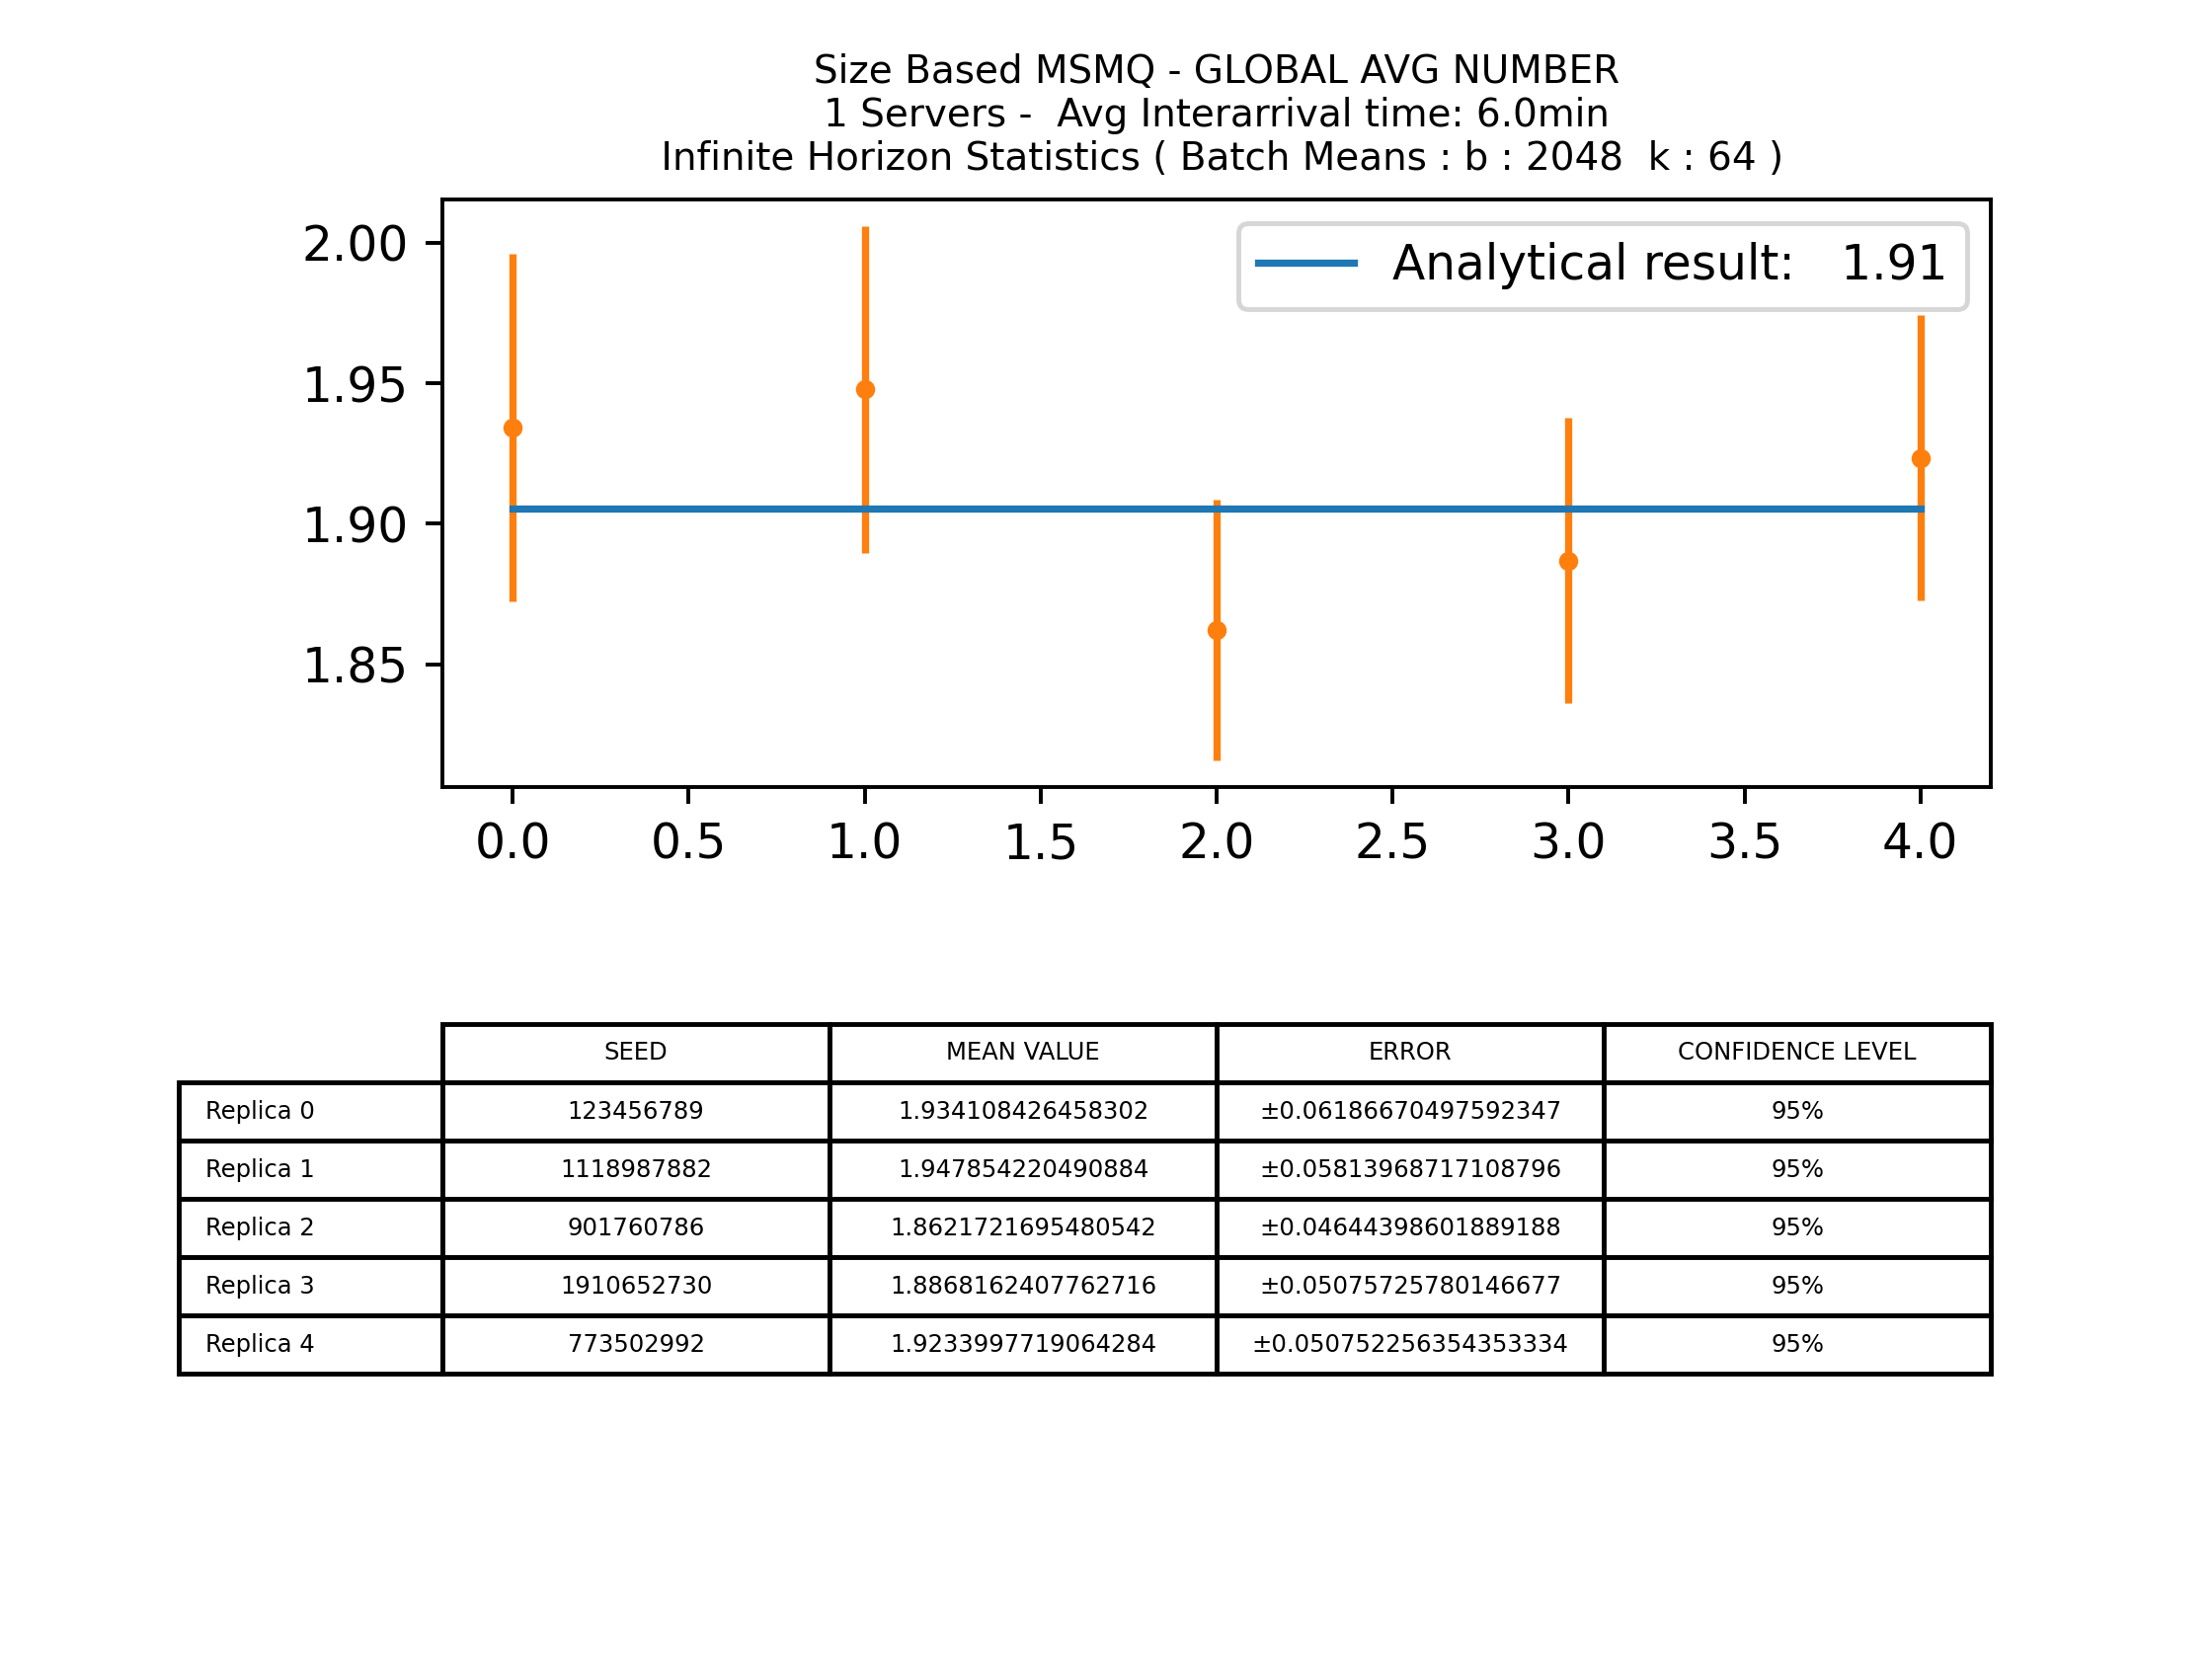 Size Based MSMQ - GLOBAL AVG NUMBER
1 Servers -  Avg Interarrival time: 6.0min
Infinite Horizon Statistics ( Batch Means : b : 2048  k : 64 )
Analytical result:   1.91
2.00
1.95
1.90
1.85
0.0 0.5 1.0 1.5 2.0 2.5 3.0 3.5 4.0
SEED MEAN VALUE ERROR CONFIDENCE LEVEL
Replica 0 123456789 1.934108426458302 ±0.06186670497592347 95%
Replica 1 1118987882 1.947854220490884 ±0.05813968717108796 95%
Replica 2 901760786 1.8621721695480542 ±0.04644398601889188 95%
Replica 3 1910652730 1.8868162407762716 ±0.05075725780146677 95%
Replica 4 773502992 1.9233997719064284 ±0.050752256354353334 95%